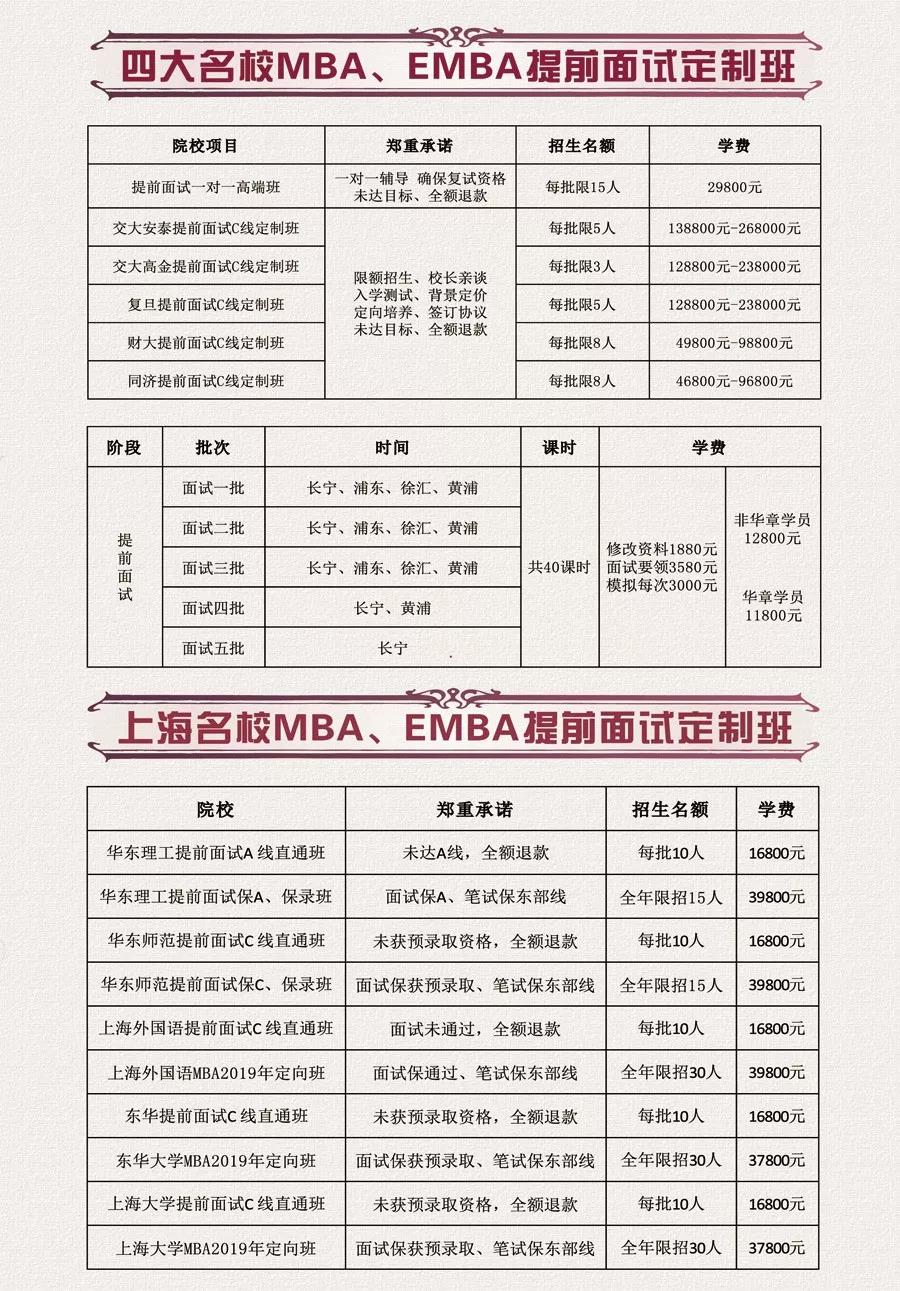 四大名校MBA、EMBA提前面试定制班
院校项目 郑重承诺 招生名额 学费
提前面试一对一高端班 一对一辅导 确保复试资格 每批限15人 29800元
未达目标、全额退款
交大安泰提前面试C线定制班 每批限5人 138800元-268000元
交大高金提前面试C线定制班 每批限3人 128800元-238000元
限额招生、校长亲谈
入学测试、背景定价
定向培养、签订协议
未达目标、全额退款
复旦提前面试C线定制班 每批限5人 128800元-238000元
财大提前面试C线定制班 每批限8人 49800元-98800元
同济提前面试C线定制班 每批限8人 46800元-96800元
阶段 批次 时间 课时 学费
提前面试
面试一批 长宁、浦东、徐汇、黄浦
面试二批 长宁、浦东、徐汇、黄浦
面试三批 长宁、浦东、徐汇、黄浦
面试四批 长宁、黄浦
面试五批 长宁
共40课时
修改资料1880元
面试要领3580元
模拟每次3000元
非华章学员
12800元
华章学员
11800元
上海名校MBA、EMBA提前面试定制班
院校 郑重承诺 招生名额 学费
华东理工提前面试A 线直通班 未达A线，全额退款 每批10人 16800元
华东理工提前面试保A、保录班 面试保A、笔试保东部线 全年限招15人 39800元
华东师范提前面试C 线直通班 未获预录取资格，全额退款 每批10人 16800元
华东师范提前面试保C、保录班 面试保获预录取、笔试保东部线 全年限招15人 39800元
上海外国语提前面试C 线直通班 面试未通过，全额退款 每批10人 16800元
上海外国语MBA2019年定向班 面试保通过、笔试保东部线 全年限招30人 39800元
东华提前面试C 线直通班 未获预录取资格，全额退款 每批10人 16800元
东华大学MBA2019年定向班 面试保获预录取、笔试保东部线 全年限招30人 37800元
上海大学提前面试C 线直通班 未获预录取资格，全额退款 每批10人 16800元
上海大学MBA2019年定向班 面试保获预录取、笔试保东部线 全年限招30人 37800元